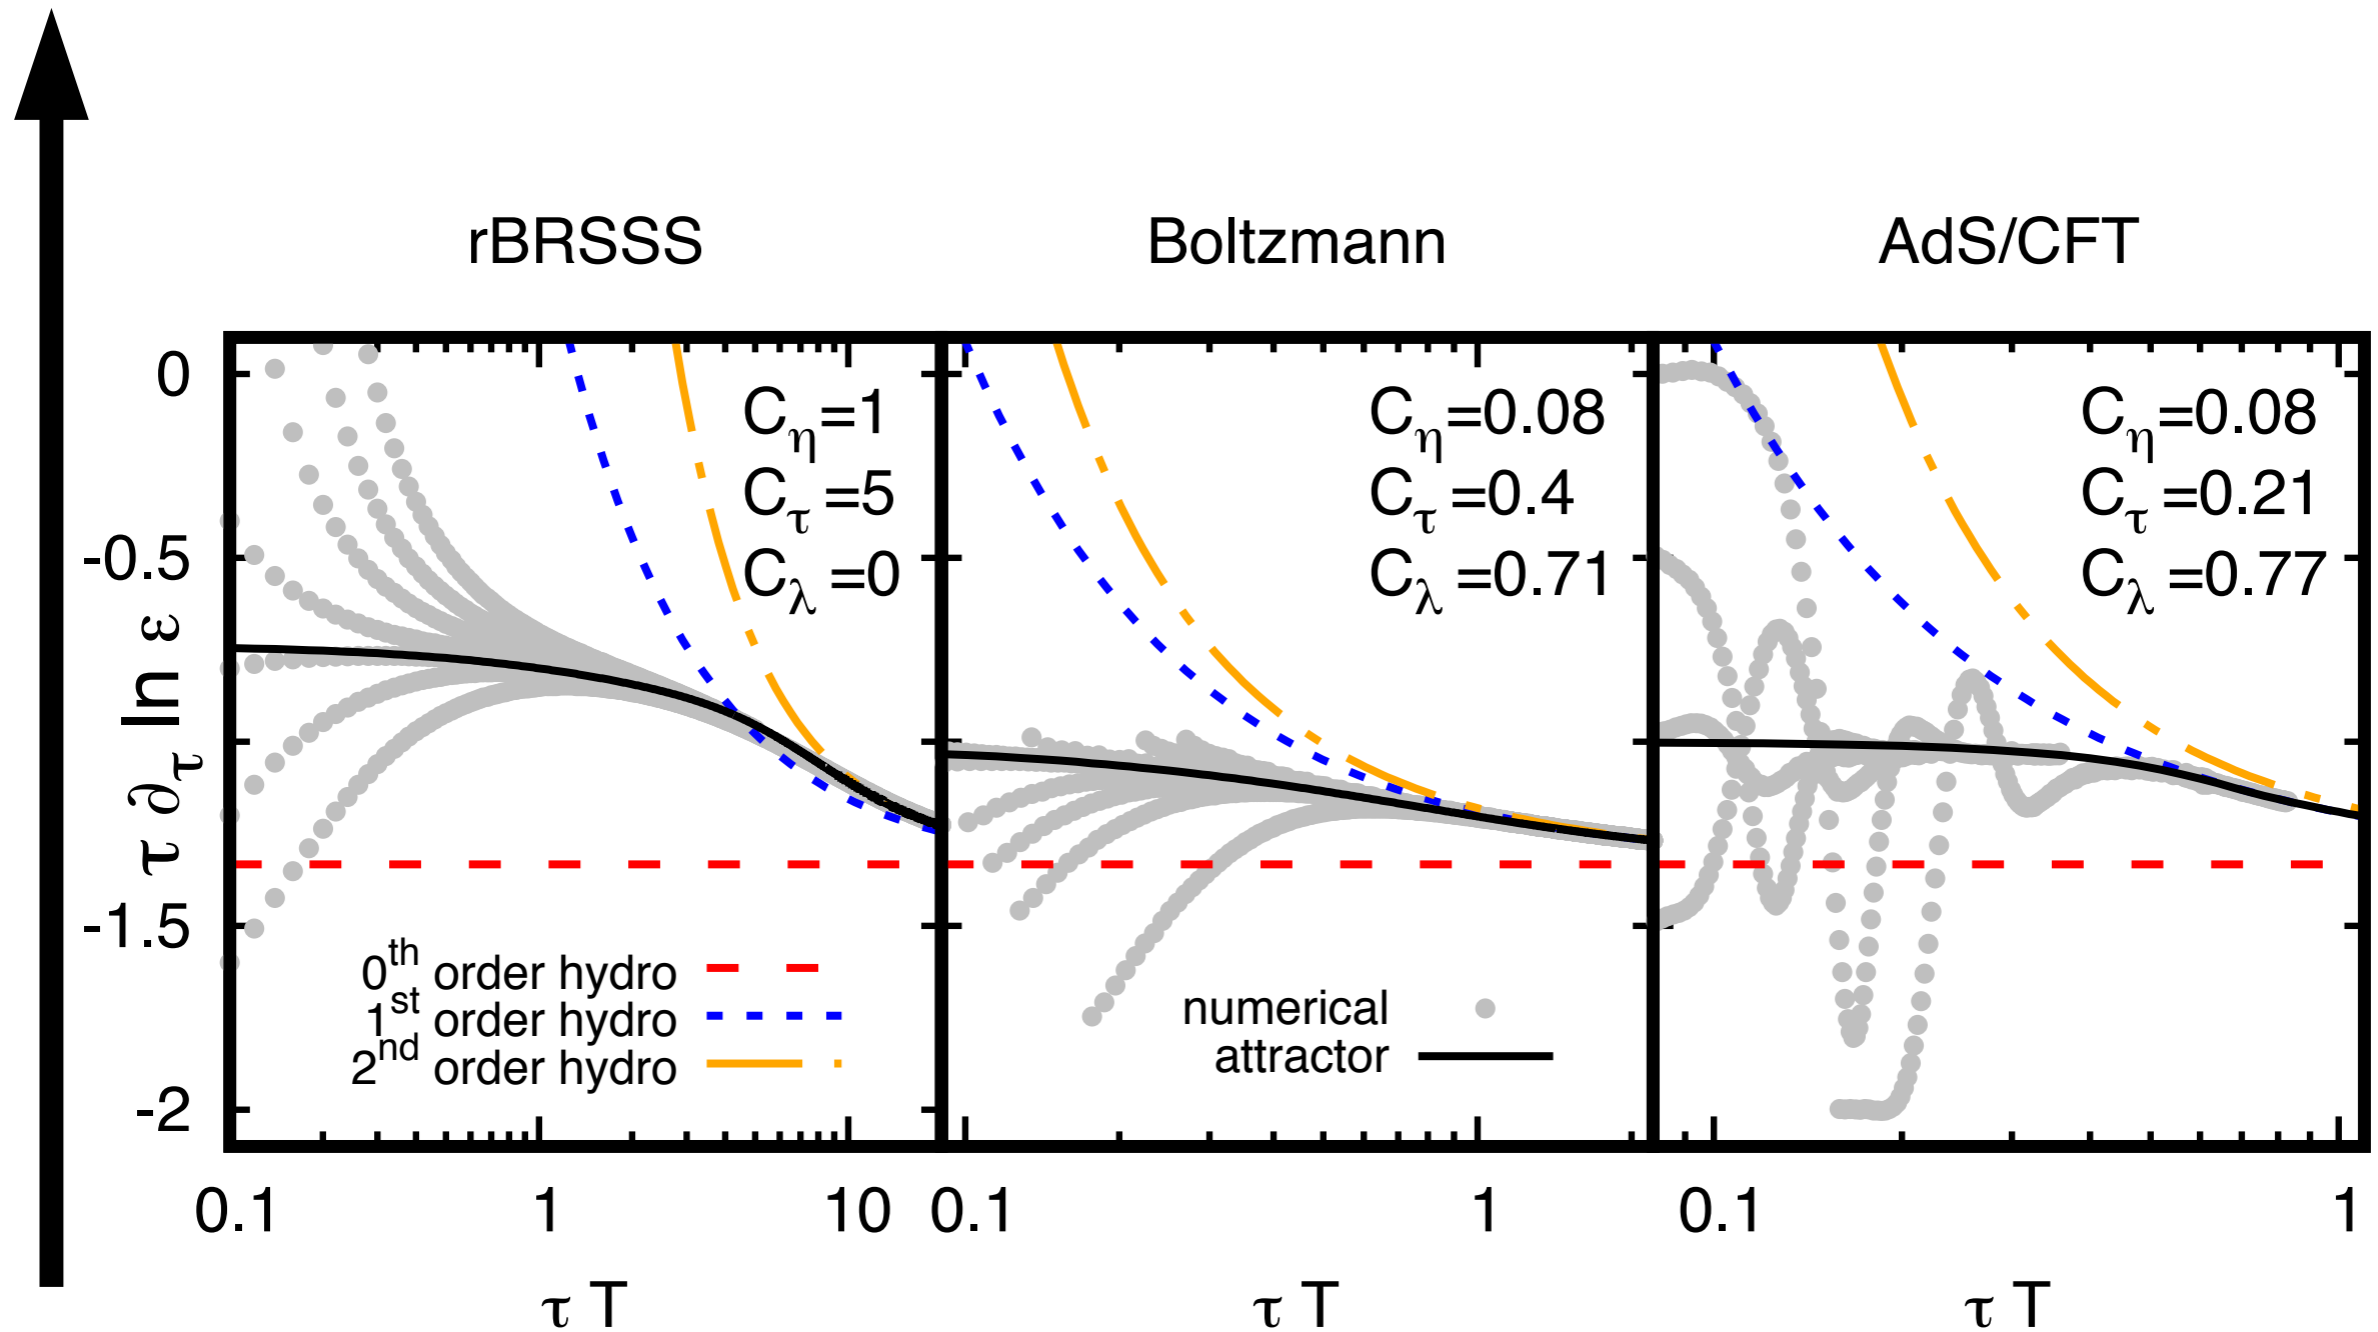 rBRSSS Boltzmann AdS/CFT
0
-0.5
-1.5
-2
τ ∂τ ln ε
Cη=1
Cτ=5
Cλ=0
0th order hydro
1st order hydro
2nd order hydro
Cη=0.08
Cτ=0.4
Cλ=0.71
numerical
attractor
Cη=0.08
Cτ=0.21
Cλ=0.77
0.1 1 10 0.1 1 0.1 1
τ T τ T τ T